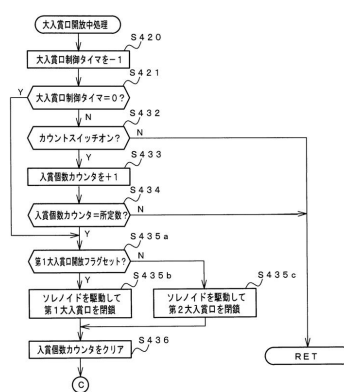 大入賞口開放中処理
S420
大入賞口制御タイマを－1
S421
大入賞口制御タイマ＝0？
Y
N
S432
カウントスイッチオン？
N
Y
S433
入賞個数カウンタを＋1
S434
入賞個数カウンタ＝所定数？
N
Y
S435a
第1大入賞口開放フラグセット？
N
Y
S435b
S435c
ソレノイドを駆動して
第1大入賞口を閉鎖
ソレノイドを駆動して
第2大入賞口を閉鎖
S436
入賞個数カウンタをクリア
RET
C